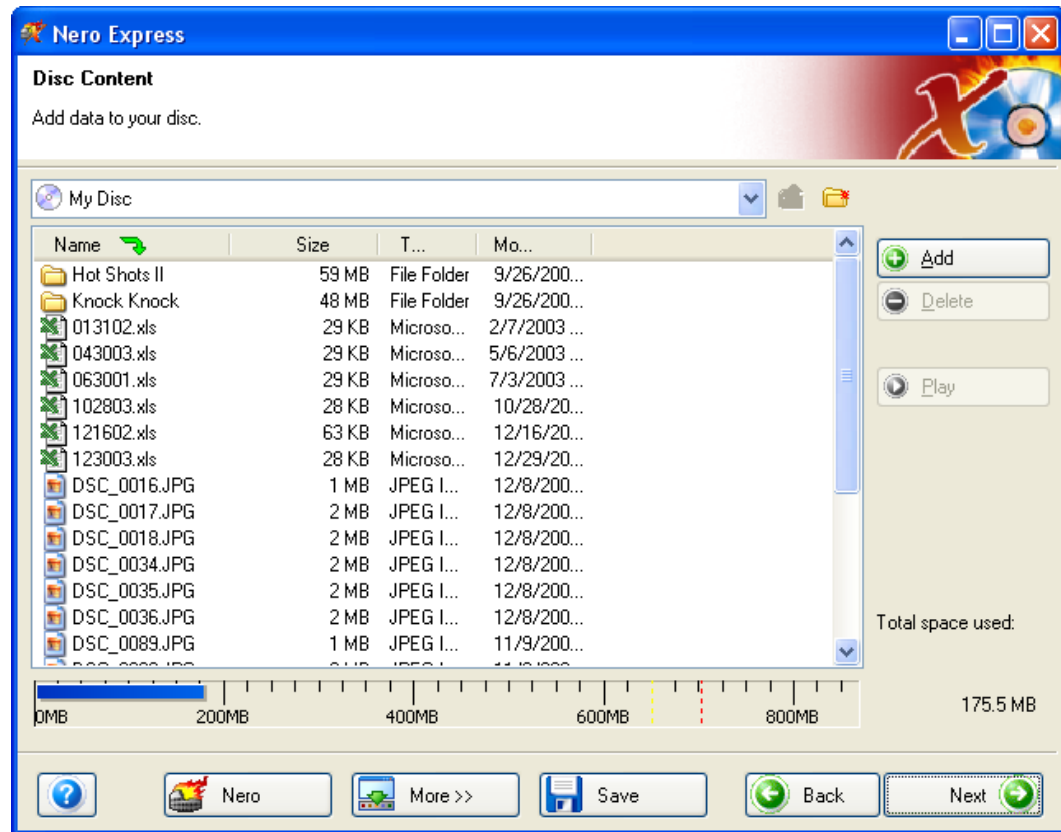 Nero Express
Disc Content
Add data to your disc.
My Disc
Name Size T... Mo...
Hot Shots II 59 MB File Folder 9/26/200...
Knock Knock 48 MB File Folder 9/26/200...
013102.xls 29 KB Microso... 2/7/2003 ...
043003.xls 29 KB Microso... 5/6/2003 ...
063001.xls 29 KB Microso... 7/3/2003 ...
102803.xls 28 KB Microso... 10/28/20...
121602.xls 63 KB Microso... 12/16/20...
123003.xls 28 KB Microso... 12/29/20...
DSC_0016.JPG 1 MB JPEG I... 12/8/200...
DSC_0017.JPG 2 MB JPEG I... 12/8/200...
DSC_0018.JPG 2 MB JPEG I... 12/8/200...
DSC_0034.JPG 2 MB JPEG I... 12/8/200...
DSC_0035.JPG 2 MB JPEG I... 12/8/200...
DSC_0036.JPG 2 MB JPEG I... 12/8/200...
DSC_0089.JPG 1 MB JPEG I... 11/9/200...
Add
Delete
Play
Total space used:
175.5 MB
0MB 200MB 400MB 600MB 800MB
Nero More >> Save Back Next